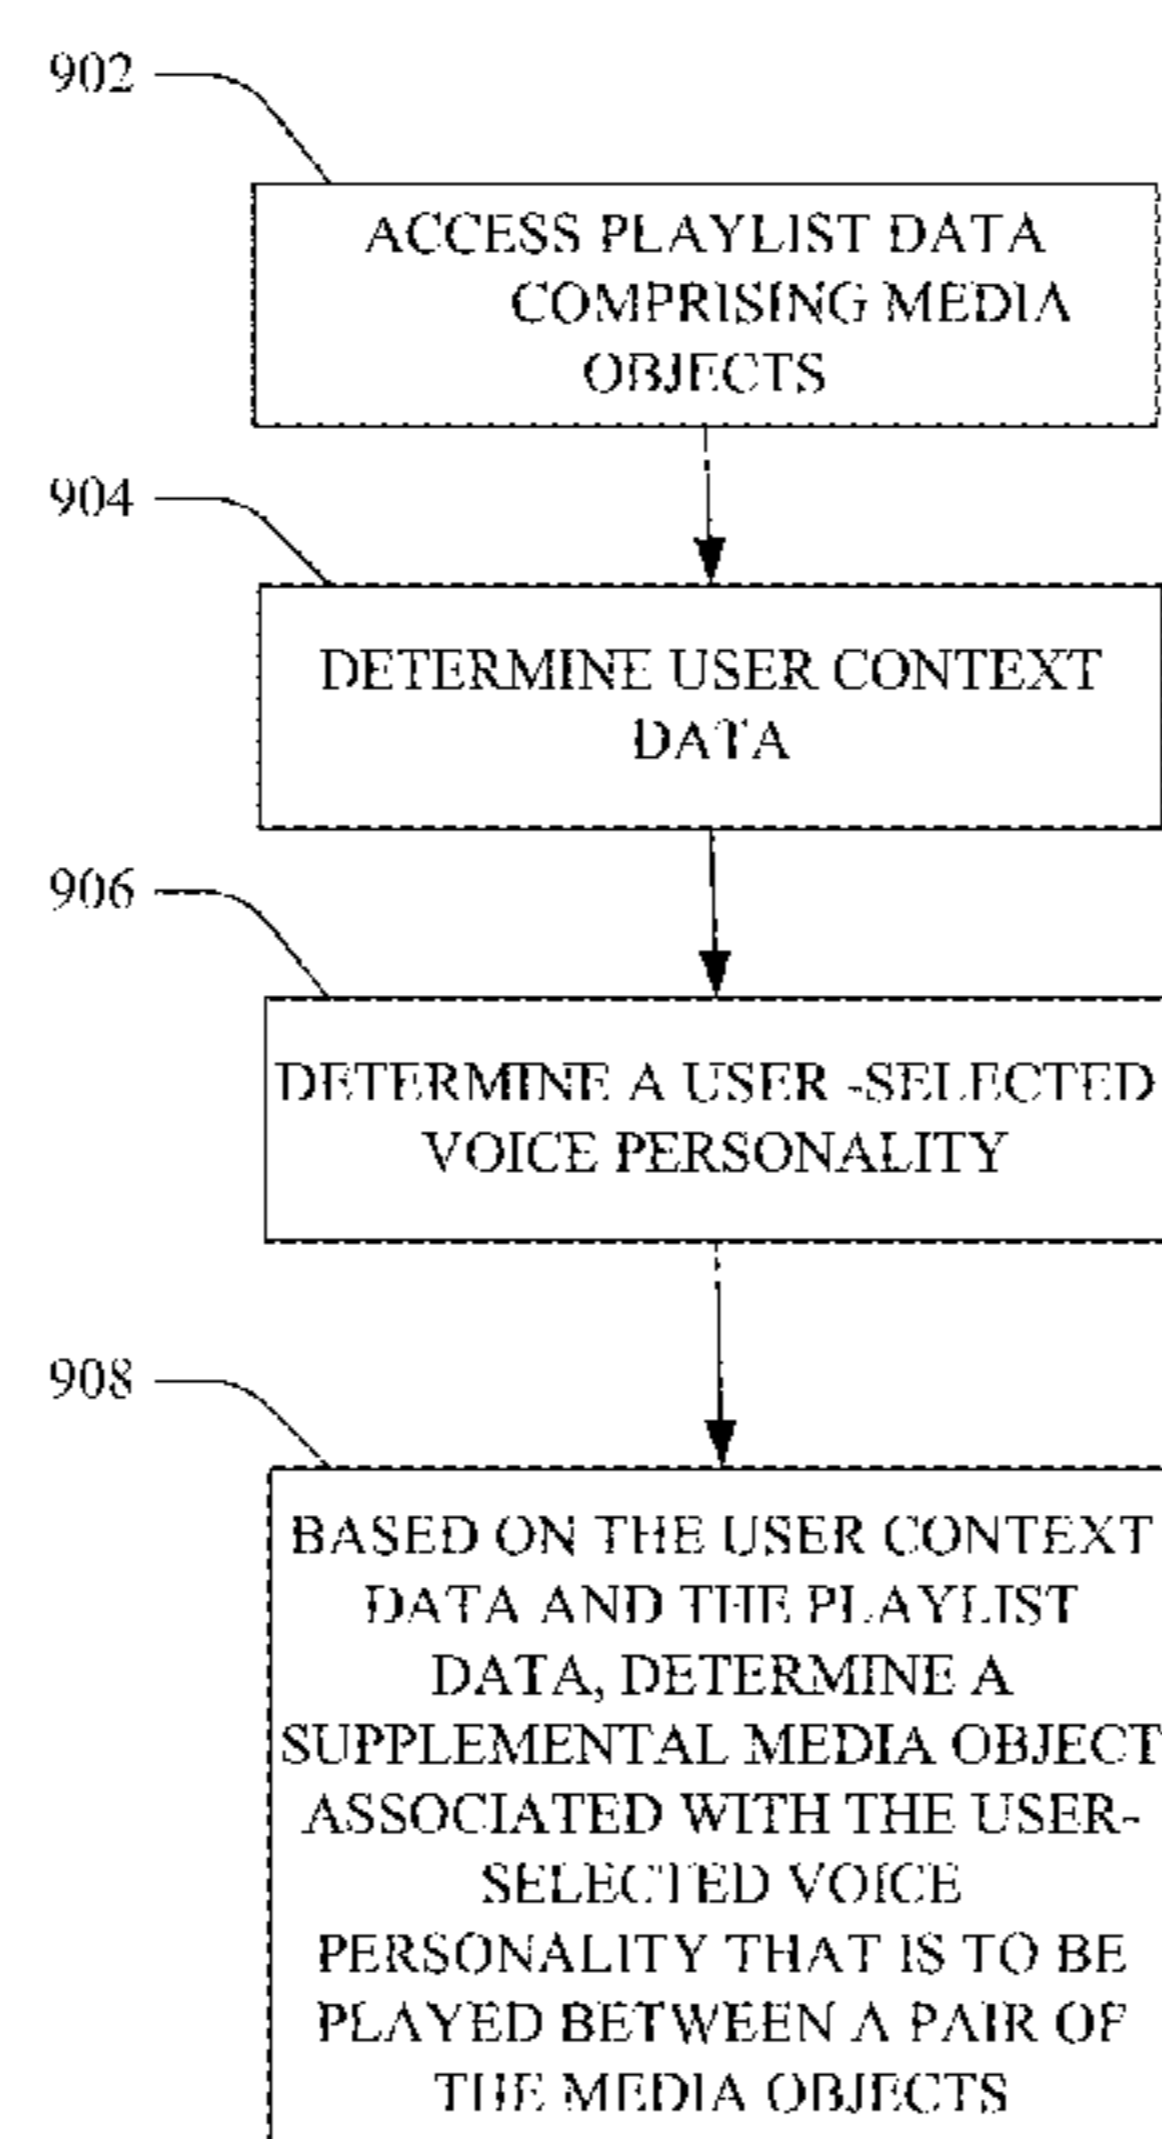 902
ACCESS PLAYLIST DATA
COMPRISING MEDIA
OBJECTS
904
DETERMINE USER CONTEXT
DATA
906
DETERMINE A USER -SELECTED
VOICE PERSONALITY
908
BASED ON THE USER CONTEXT
DATA AND THE PLAYLIST
DATA, DETERMINE A
SUPPLEMENTAL MEDIA OBJECT
ASSOCIATED WITH THE USER-
SELECTED VOICE
PERSONALITY THAT IS TO BE
PLAYED BETWEEN A PAIR OF
THE MEDIA OBJECTS